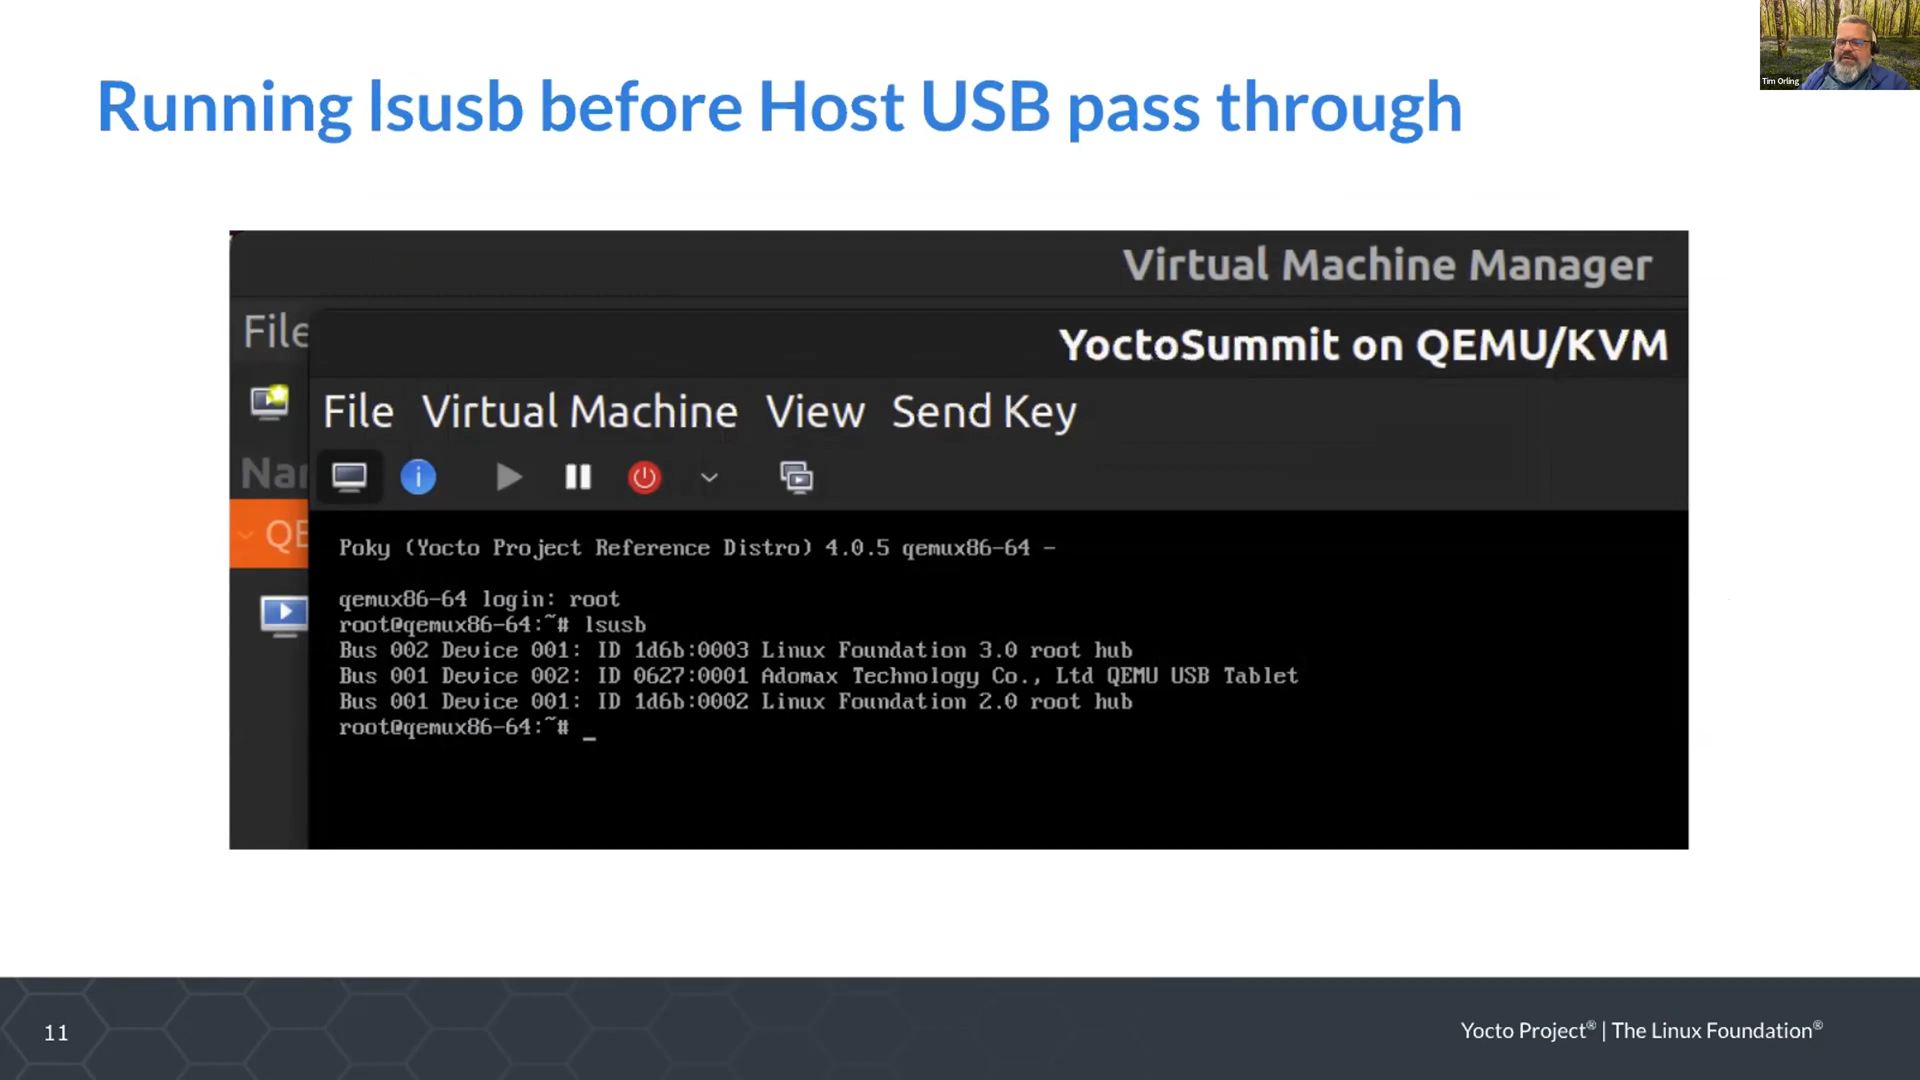 Tim Orling
Running lsusb before Host USB pass through
Virtual Machine Manager
File
YoctoSummit on QEMU/KVM
File Virtual Machine View Send Key
Nar
QE
Poky (Yocto Project Reference Distro) 4.0.5 qemux86-64 -
qemux86-64 login: root
root@qemux86-64:~# lsusb
Bus 002 Device 001: ID 1d6b:0003 Linux Foundation 3.0 root hub
Bus 001 Device 002: ID 0627:0001 Adomax Technology Co., Ltd QEMU USB Tablet
Bus 001 Device 001: ID 1d6b:0002 Linux Foundation 2.0 root hub
root@qemux86-64:~# _
11
Yocto Project® | The Linux Foundation®